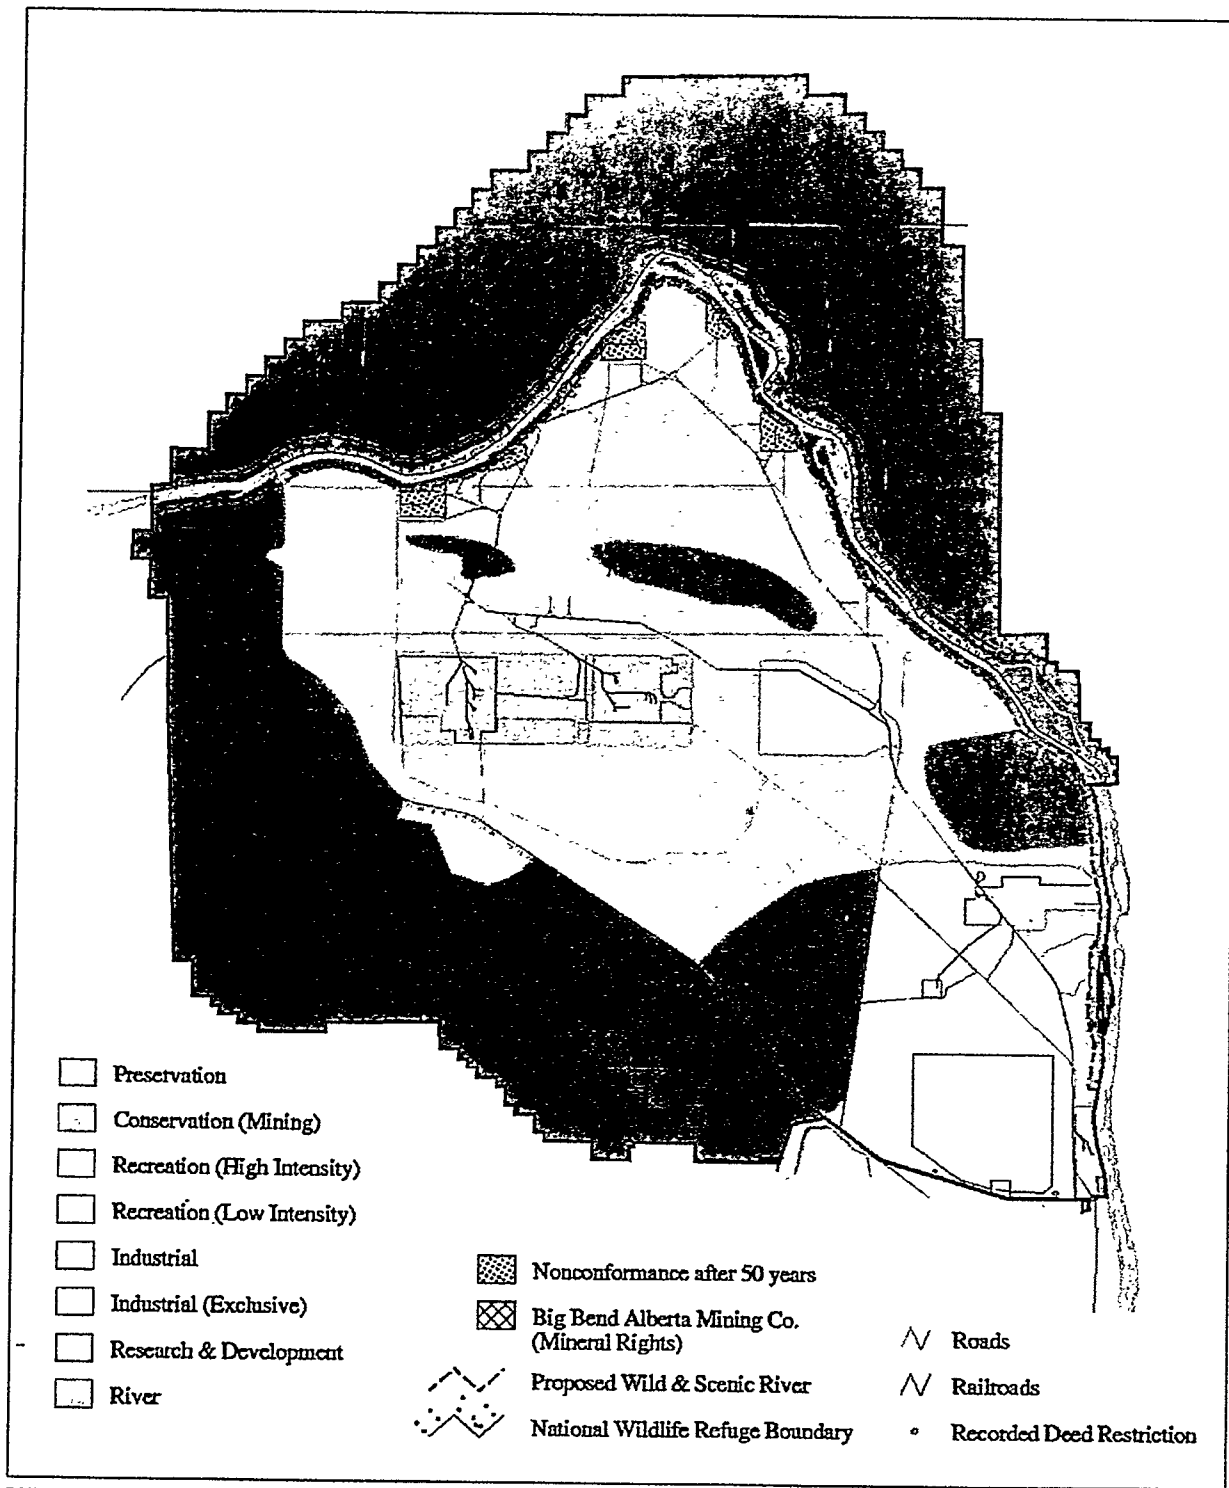 Preservation
Conservation (Mining)
Recreation (High Intensity)
Recreation (Low Intensity)
Industrial
Industrial (Exclusive)
Research & Development
River
Nonconformance after 50 years
Big Bend Alberta Mining Co.
(Mineral Rights)
Proposed Wild & Scenic River
National Wildlife Refuge Boundary
Roads
Railroads
Recorded Deed Restriction